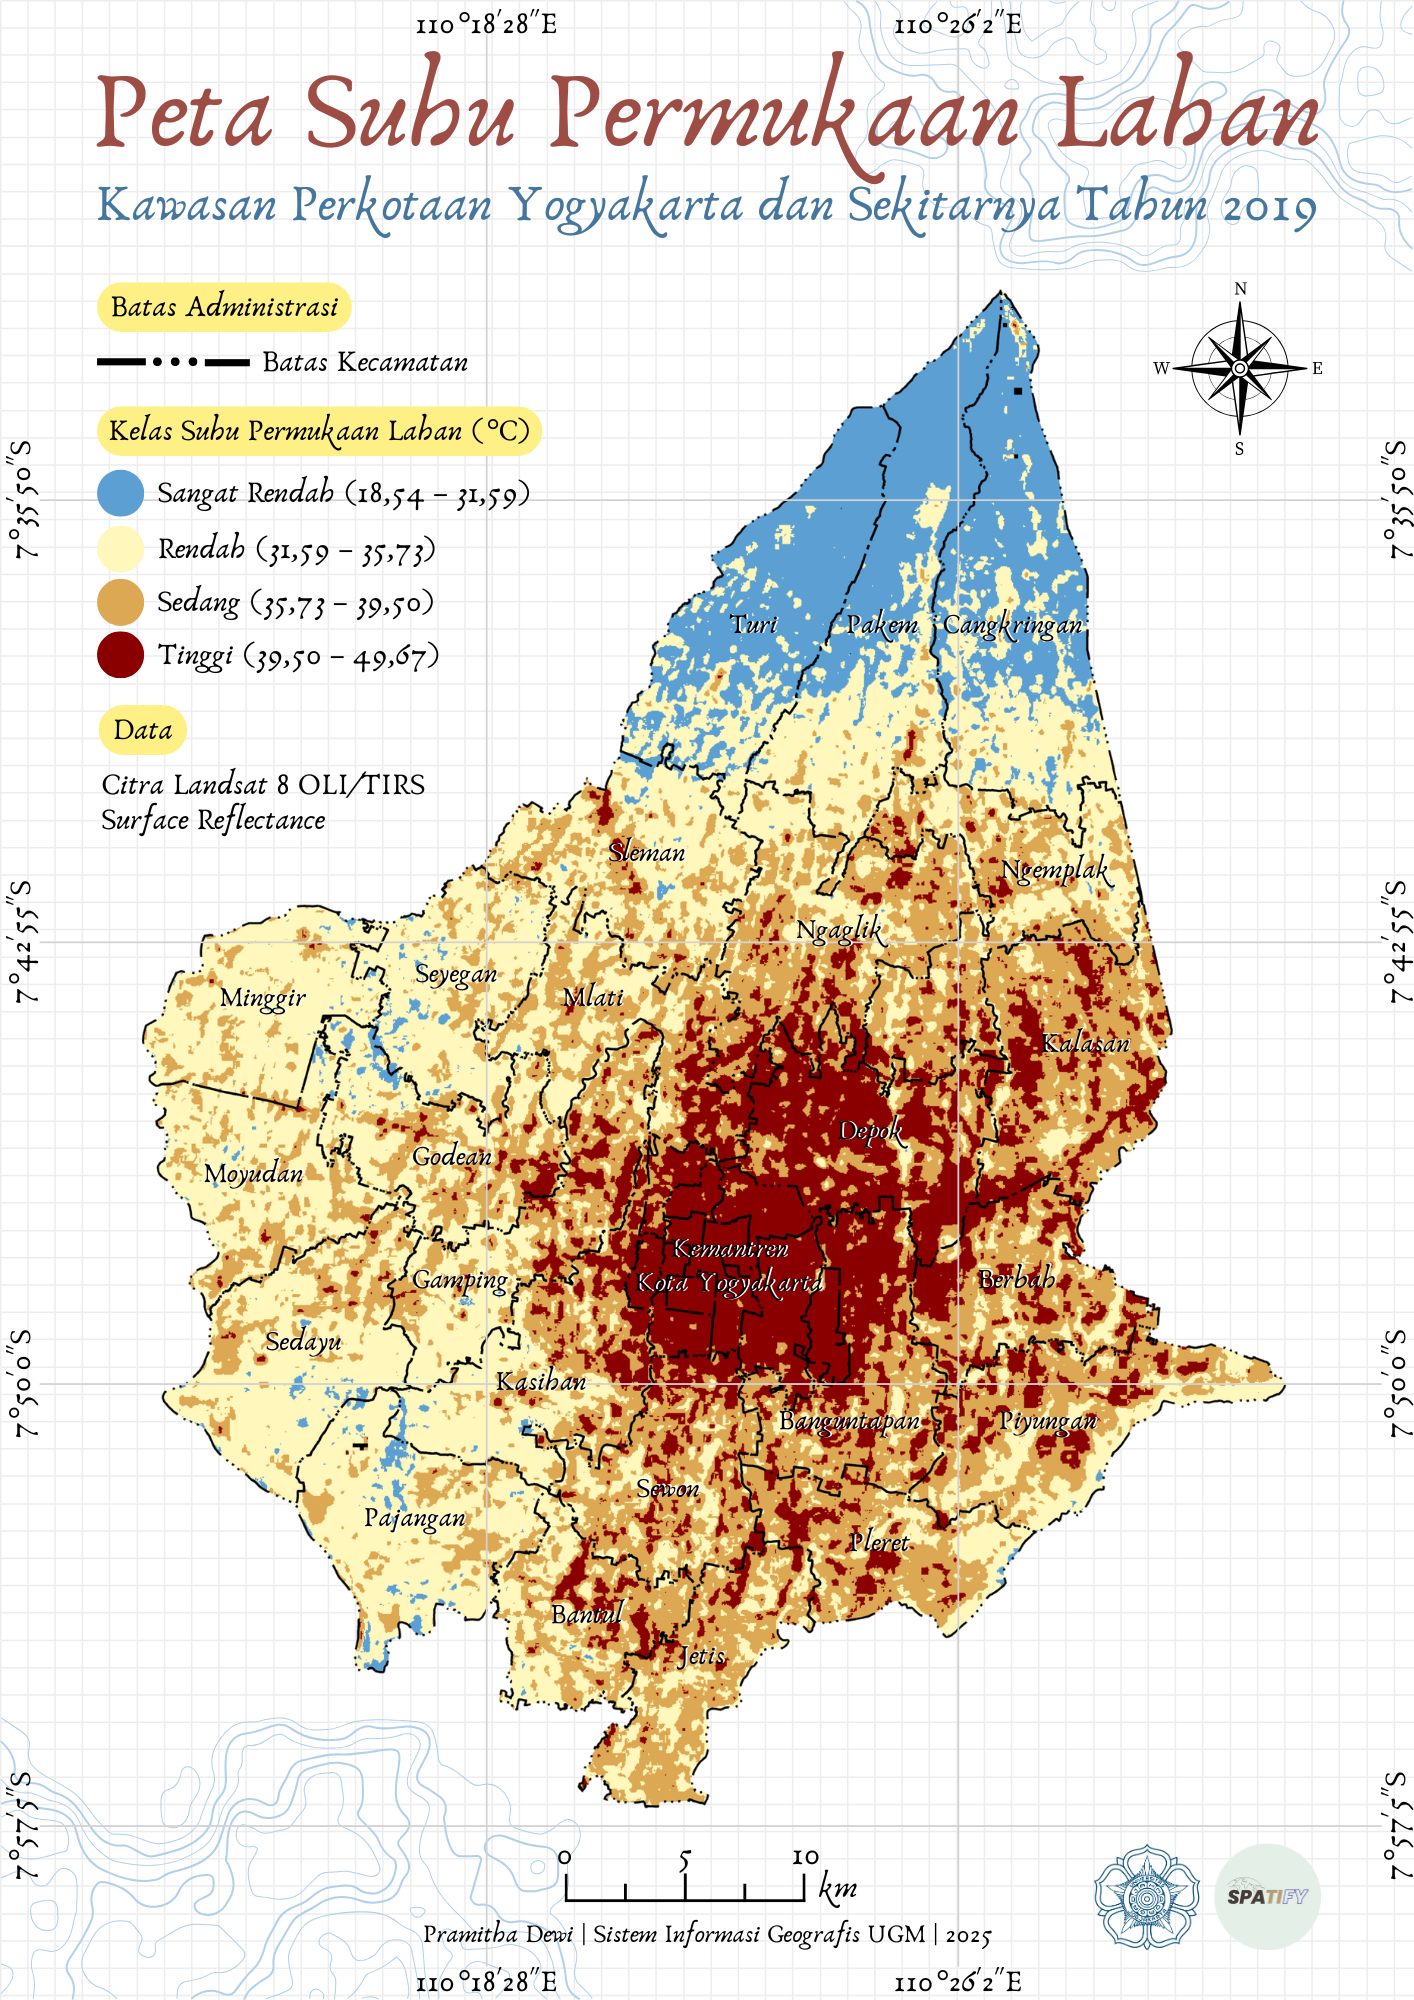 110°18'28"E
110°26'2"E
Peta Suhu Permukaan Lahan
Kawasan Perkotaan Yogyakarta dan Sekitarnya Tahun 2019
Batas Administrasi
Batas Kecamatan
Kelas Suhu Permukaan Lahan (°C)
Sangat Rendah (18,54 – 31,59)
Rendah (31,59 – 35,73)
Sedang (35,73 – 39,50)
Tinggi (39,50 – 49,67)
Data
Citra Landsat 8 OLI/TIRS
Surface Reflectance
N
W
E
S
7°35'50"S
7°35'50"S
Turi
Pakem
Cangkringan
Sleman
Ngemplak
7°42'55"S
7°42'55"S
Ngaglik
Seyegan
Minggir
Mlati
Kalasan
Depok
Godean
Moyudan
Kemantren
Kota Yogyakarta
Gamping
Berbah
Sedayu
7°50'0"S
7°50'0"S
Kasihan
Banguntapan
Piyungan
Sewon
Pajangan
Pleret
Bantul
Jetis
7°57'5"S
7°57'5"S
0
5
10
km
SPATIFY
Pramitha Dewi | Sistem Informasi Geografis UGM | 2025
110°18'28"E
110°26'2"E